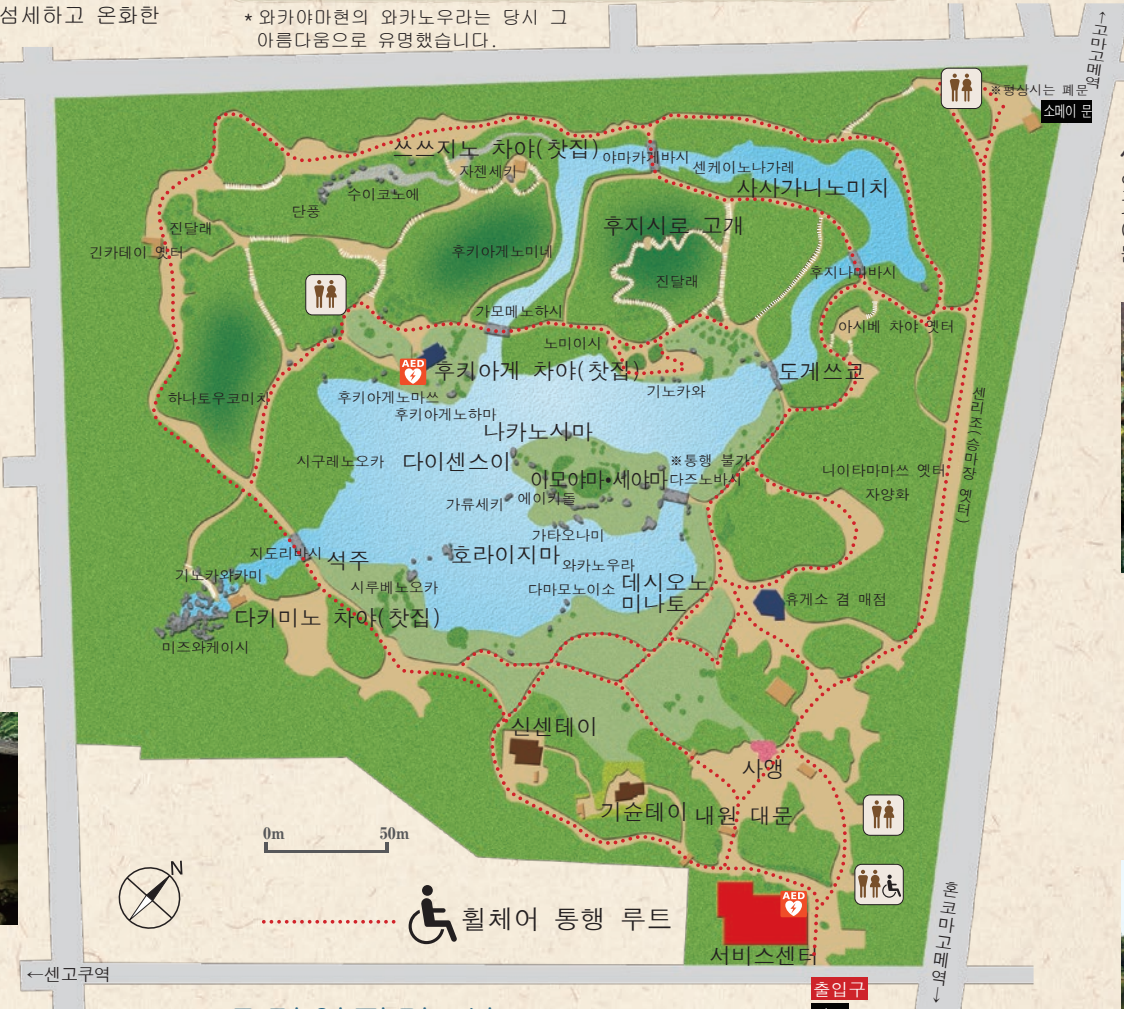 섬세하고 온화한
* 와카야마현의 와카노우라는 당시 그
아름다움으로 유명했습니다.
↑고마고메역
※평상시는 폐문
소메이 문
쓰쓰지노 차야(찻집)
야마카게바시
센케이노나가레
자젠세키
사사가니노미치
수이코노에
단풍
후지시로 고개
진달래
긴카테이 옛터
후키아게노미네
진달래
후지나미바시
가모메노하시
아시베 차야 옛터
노미이시
AED
후키아게 차야(찻집)
도게쓰쿄
기노카와
하나토우코미치
후키아게노마쓰
후키아게노하마
센리조(승마장 옛터)
나카노시마
시구레노오카
다이센스이
※통행 불가
이모야마•세야마
다즈노바시
니이타마마쓰 옛터
자양화
가류세키
에이키돌
가타오나미
지도리바시
석주
호라이지마
와카노우라
기노카와카미
시루베노오카
다마모노이소
데시오노
미나토
휴게소 겸 매점
다키미노 차야(찻집)
미즈와케이시
신센테이
사앵
기슌테이
내원 대문
0m
50m
N
휠체어 통행 루트
AED
서비스센터
혼코마고메역↓
←센고쿠역
출입구